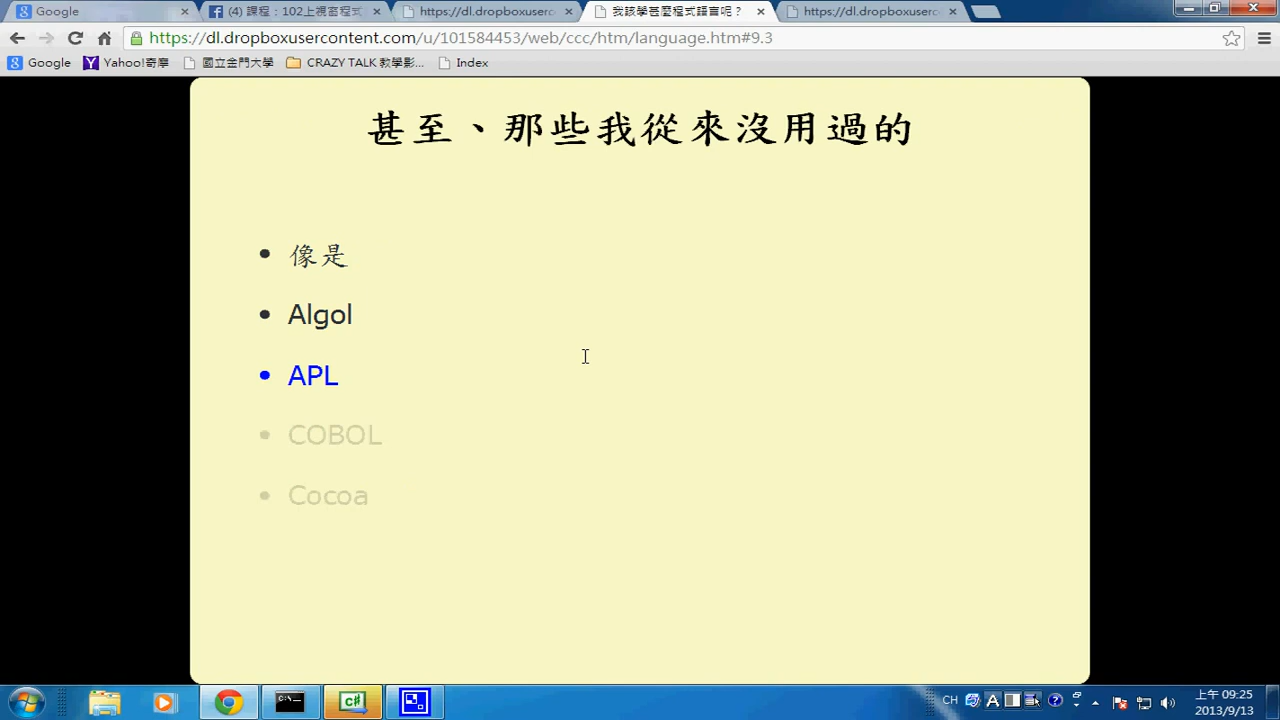 Google
(4) 課程：102上視窗程式
https://dl.dropboxuserc
我該學甚麼程式語言吧？
https://dl.dropboxuserc
https://dl.dropboxusercontent.com/u/101584453/web/ccc/htm/language.htm#9.3
Google
Yahoo!奇摩
國立金門大學
CRAZY TALK 教學影...
Index
甚至、那些我從來沒用過的
• 像是
• Algol
• APL
• COBOL
• Cocoa
CH
上午 09:25
2013/9/13